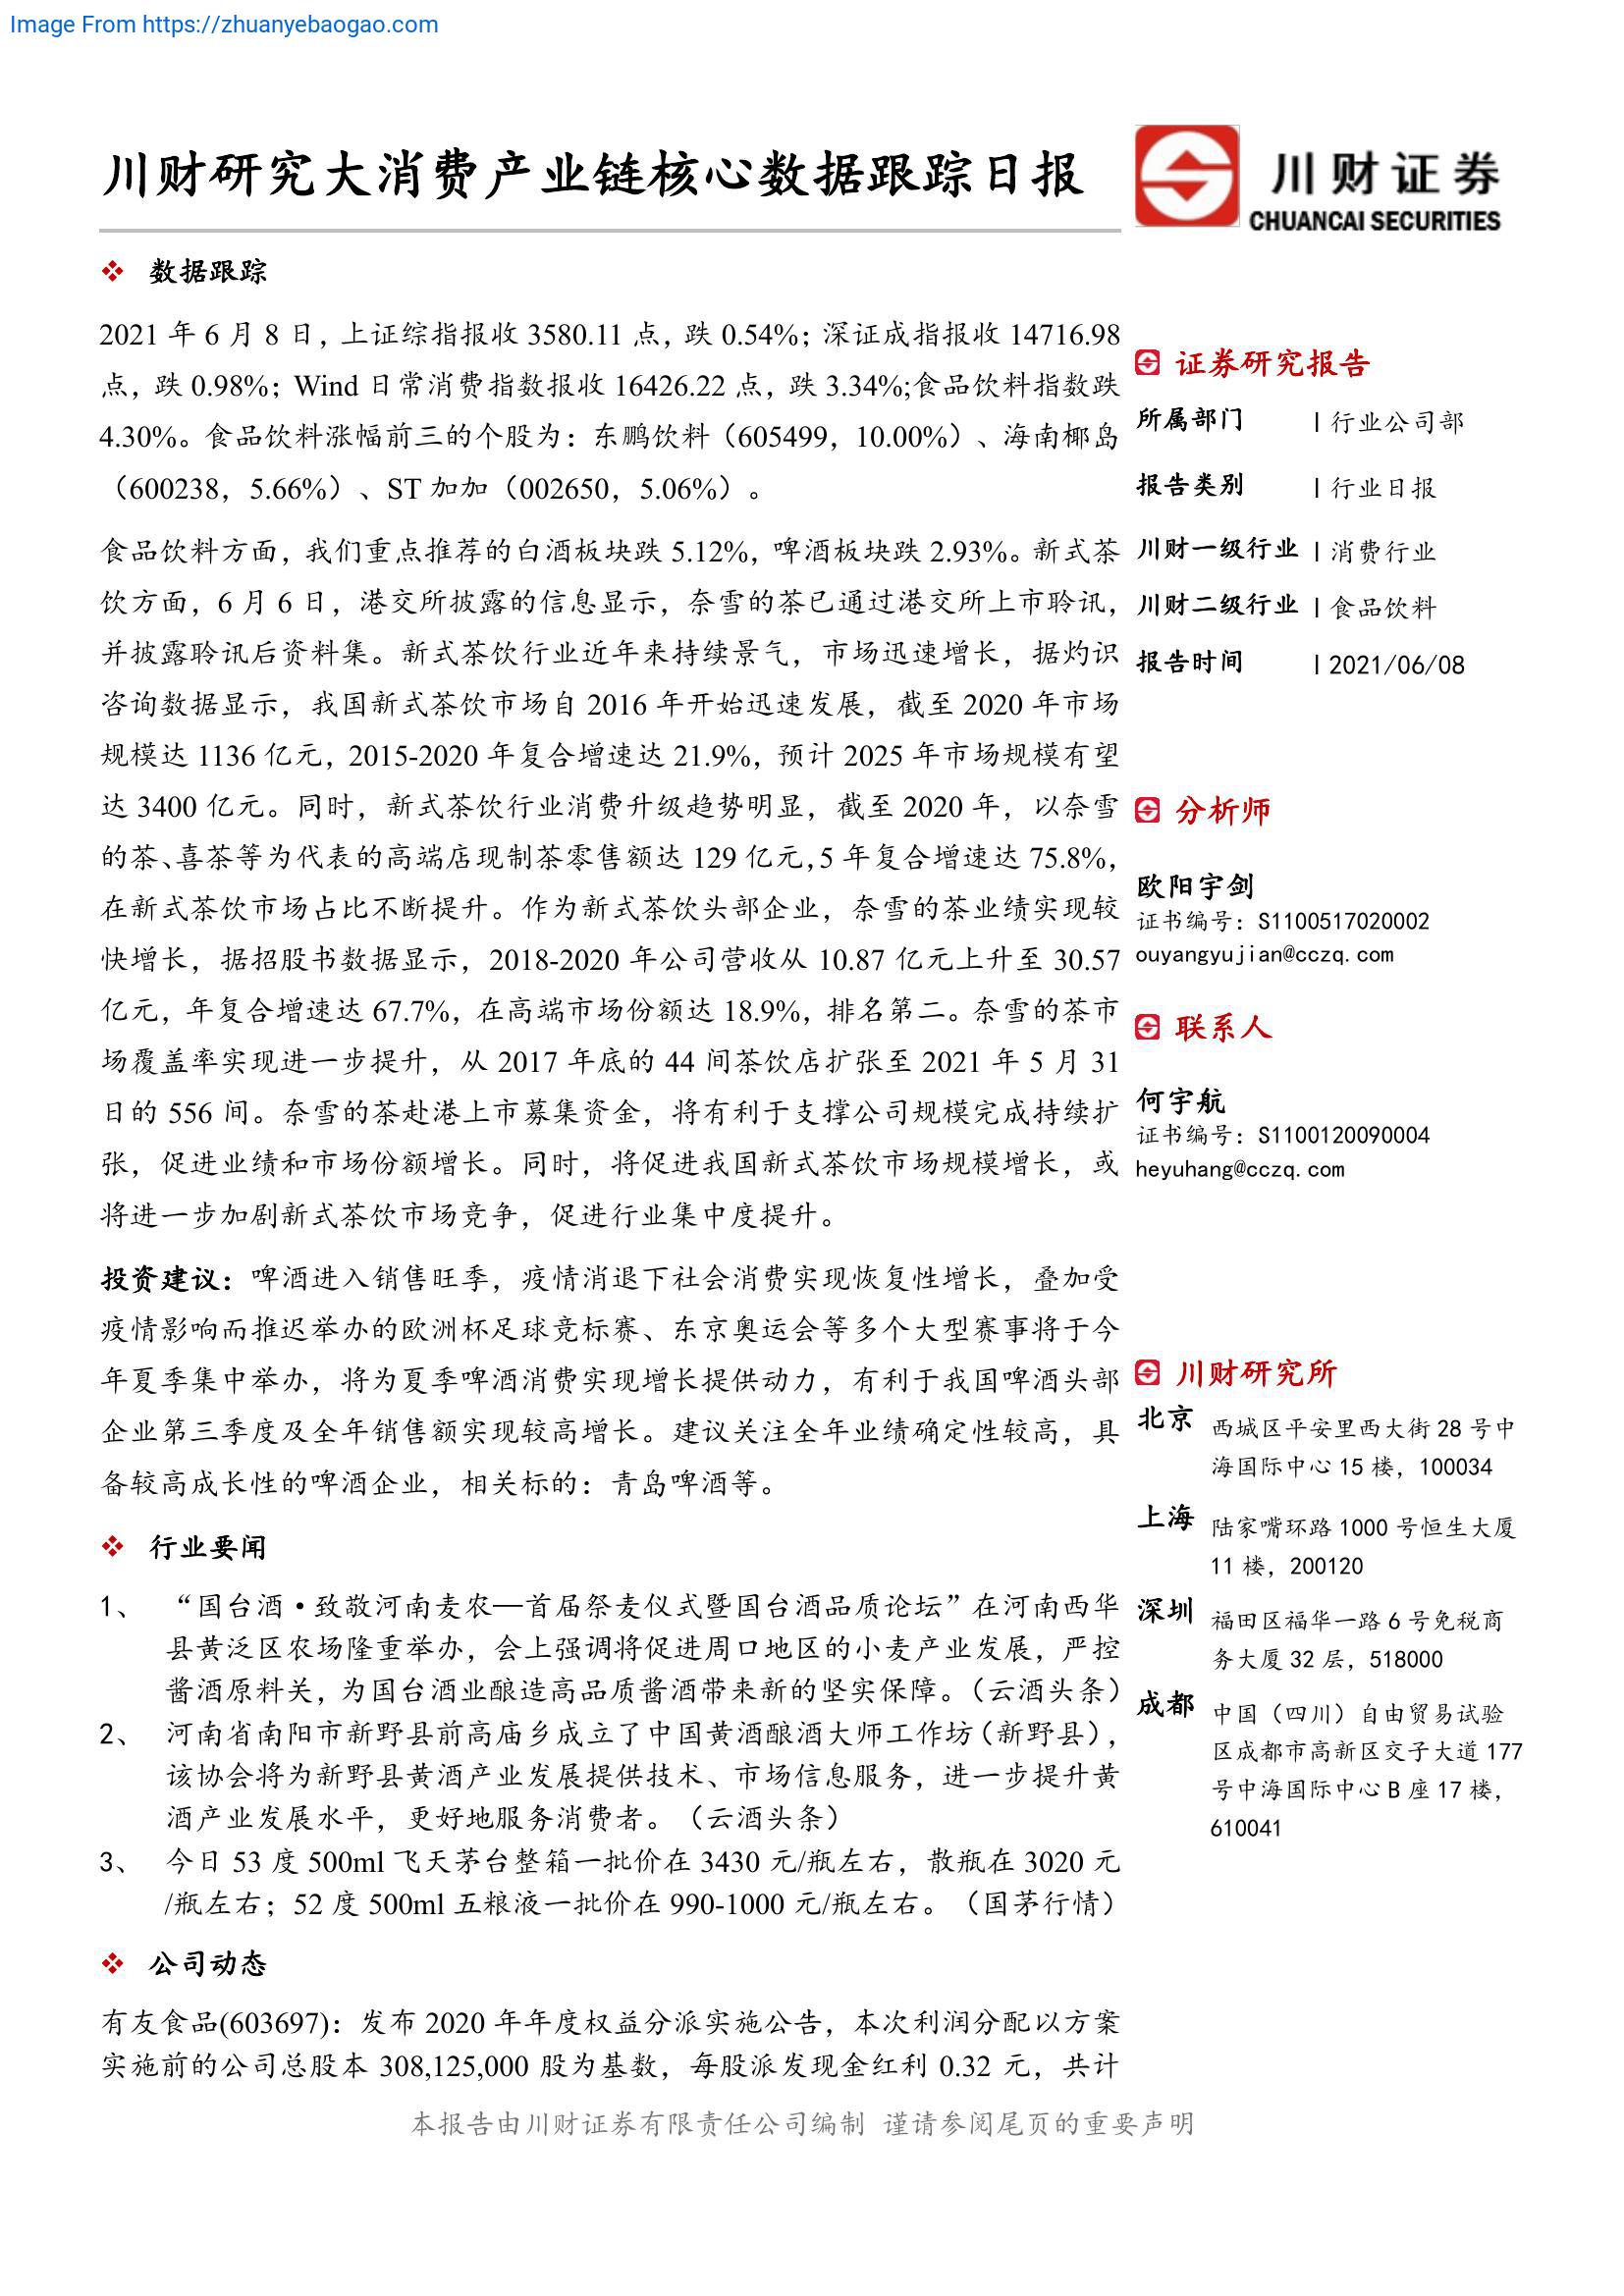 Image From https://zhuanyebaogao.com
川财研究大消费产业链核心数据跟踪日报
川财证券
CHUANCAI SECURITIES
数据跟踪
2021 年 6 月 8 日，上证综指报收 3580.11 点，跌 0.54%；深证成指报收 14716.98
点，跌 0.98%；Wind 日常消费指数报收 16426.22 点，跌 3.34%;食品饮料指数跌
4.30%。食品饮料涨幅前三的个股为：东鹏饮料（605499，10.00%）、海南椰岛
（600238，5.66%）、ST 加加（002650，5.06%）。
食品饮料方面，我们重点推荐的白酒板块跌 5.12%，啤酒板块跌 2.93%。新式茶
饮方面，6 月 6 日，港交所披露的信息显示，奈雪的茶已通过港交所上市聆讯，
并披露聆讯后资料集。新式茶饮行业近年来持续景气，市场迅速增长，据灼识
咨询数据显示，我国新式茶饮市场自 2016 年开始迅速发展，截至 2020 年市场
规模达 1136 亿元，2015-2020 年复合增速达 21.9%，预计 2025 年市场规模有望
达 3400 亿元。同时，新式茶饮行业消费升级趋势明显，截至 2020 年，以奈雪
的茶、喜茶等为代表的高端店现制茶零售额达 129 亿元，5 年复合增速达 75.8%，
在新式茶饮市场占比不断提升。作为新式茶饮头部企业，奈雪的茶业绩实现较
快增长，据招股书数据显示，2018-2020 年公司营收从 10.87 亿元上升至 30.57
亿元，年复合增速达 67.7%，在高端市场份额达 18.9%，排名第二。奈雪的茶市
场覆盖率实现进一步提升，从 2017 年底的 44 间茶饮店扩张至 2021 年 5 月 31
日的 556 间。奈雪的茶赴港上市募集资金，将有利于支撑公司规模完成持续扩
张，促进业绩和市场份额增长。同时，将促进我国新式茶饮市场规模增长，或
将进一步加剧新式茶饮市场竞争，促进行业集中度提升。
投资建议：啤酒进入销售旺季，疫情消退下社会消费实现恢复性增长，叠加受
疫情影响而推迟举办的欧洲杯足球竞标赛、东京奥运会等多个大型赛事将于今
年夏季集中举办，将为夏季啤酒消费实现增长提供动力，有利于我国啤酒头部
企业第三季度及全年销售额实现较高增长。建议关注全年业绩确定性较高，具
备较高成长性的啤酒企业，相关标的：青岛啤酒等。
行业要闻
1、 “国台酒·致敬河南麦农—首届祭麦仪式暨国台酒品质论坛”在河南西华
县黄泛区农场隆重举办，会上强调将促进周口地区的小麦产业发展，严控
酱酒原料关，为国台酒业酿造高品质酱酒带来新的坚实保障。（云酒头条）
2、 河南省南阳市新野县前高庙乡成立了中国黄酒酿酒大师工作坊（新野县），
该协会将为新野县黄酒产业发展提供技术、市场信息服务，进一步提升黄
酒产业发展水平，更好地服务消费者。（云酒头条）
3、 今日 53 度 500ml 飞天茅台整箱一批价在 3430 元/瓶左右，散瓶在 3020 元
/瓶左右；52 度 500ml 五粮液一批价在 990-1000 元/瓶左右。（国茅行情）
公司动态
有友食品(603697)：发布 2020 年年度权益分派实施公告，本次利润分配以方案
实施前的公司总股本 308,125,000 股为基数，每股派发现金红利 0.32 元，共计
证券研究报告
所属部门 | 行业公司部
报告类别 | 行业日报
川财一级行业 | 消费行业
川财二级行业 | 食品饮料
报告时间 | 2021/06/08
分析师
欧阳宇剑
证书编号：S1100517020002
ouyangyujian@cczq.com
联系人
何宇航
证书编号：S1100120090004
heyuhang@cczq.com
川财研究所
北京 西城区平安里西大街 28 号中
海国际中心 15 楼，100034
上海 陆家嘴环路 1000 号恒生大厦
11 楼，200120
深圳 福田区福华一路 6 号免税商
务大厦 32 层，518000
成都 中国（四川）自由贸易试验
区成都市高新区交子大道 177
号中海国际中心 B 座 17 楼，
610041
本报告由川财证券有限责任公司编制 谨请参阅尾页的重要声明